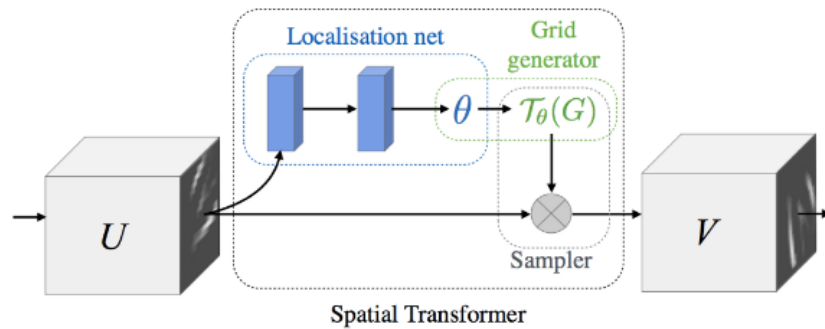 Localisation net
Grid
generator
θ
𝒯θ(G)
U
V
Sampler
Spatial Transformer